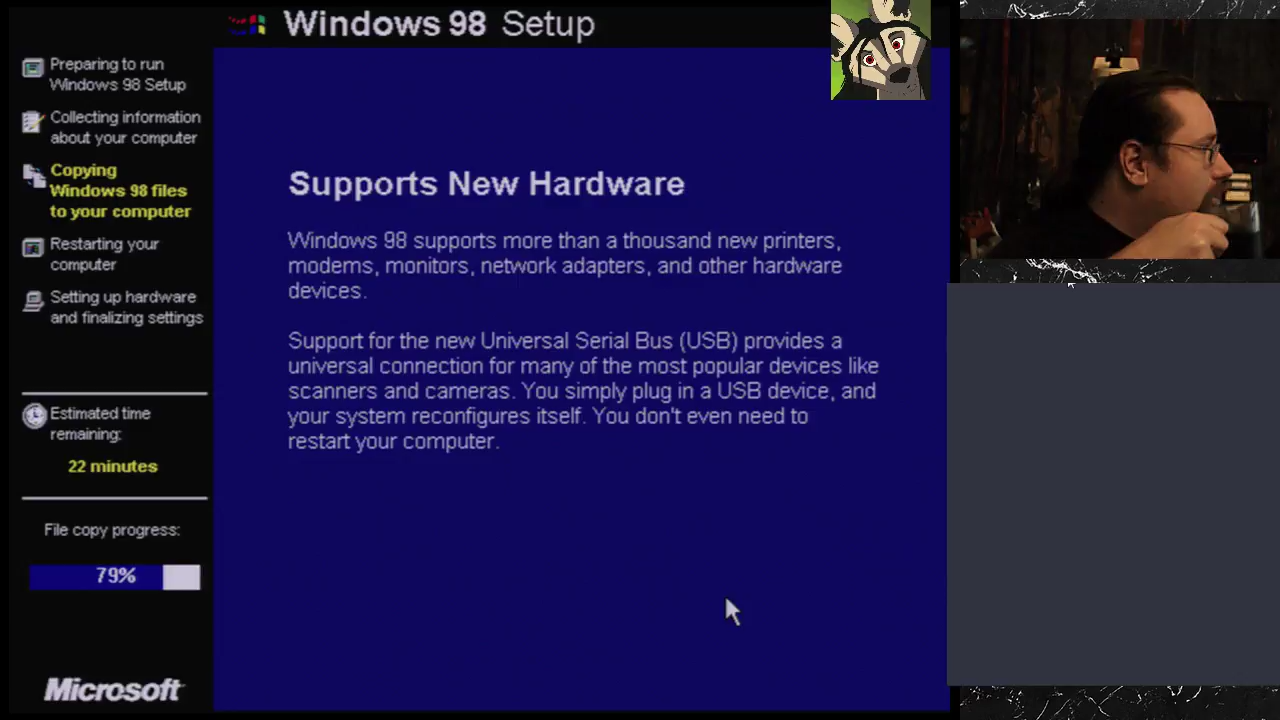 Windows 98 Setup
Preparing to run
Windows 98 Setup
Collecting information
about your computer
Copying
Windows 98 files
to your computer
Restarting your
computer
Setting up hardware
and finalizing settings
Estimated time
remaining:
22 minutes
File copy progress:
79%
Microsoft
Supports New Hardware
Windows 98 supports more than a thousand new printers,
modems, monitors, network adapters, and other hardware
devices.
Support for the new Universal Serial Bus (USB) provides a
universal connection for many of the most popular devices like
scanners and cameras. You simply plug in a USB device, and
your system reconfigures itself. You don't even need to
restart your computer.